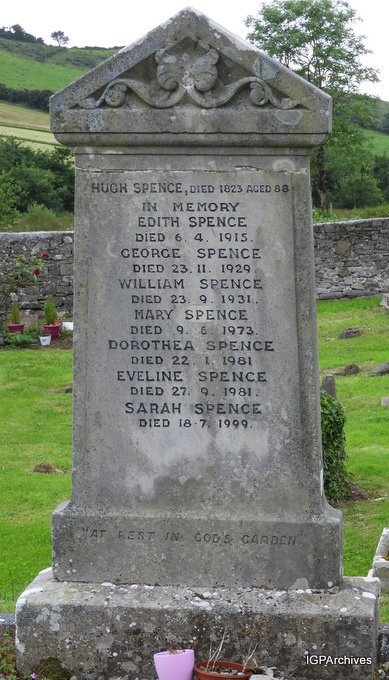 HUGH SPENCE, DIED 1823 AGED 88
IN MEMORY
EDITH SPENCE
DIED 6. 4. 1915.
GEORGE SPENCE
DIED 23. 11. 1929.
WILLIAM SPENCE
DIED 23. 9. 1931.
MARY SPENCE
DIED 9. 6 1973.
DOROTHEA SPENCE
DIED 22. 1. 1981
EVELINE SPENCE
DIED 27. 9. 1981.
SARAH SPENCE
DIED 18·7. 1999.
"AT REST IN GOD'S GARDEN"
IGPArchives